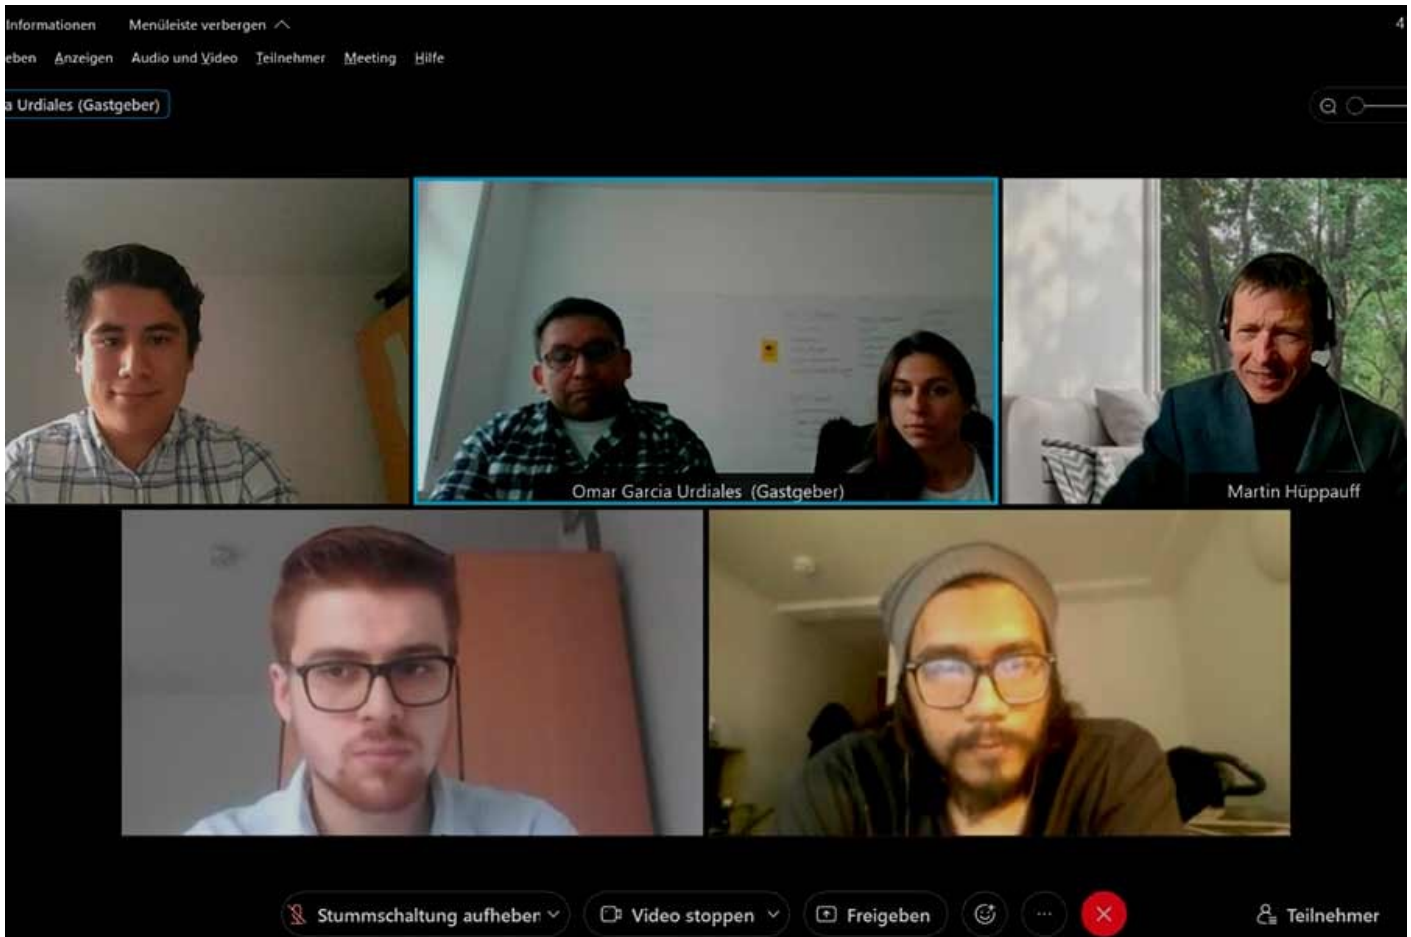 Informationen Menüleiste verbergen
eben Anzeigen Audio und Video Teilnehmer Meeting Hilfe
a Urdiales (Gastgeber)
Omar Garcia Urdiales (Gastgeber)
Martin Hüppauff
Stummschaltung aufheben Video stoppen Freigeben Teilnehmer